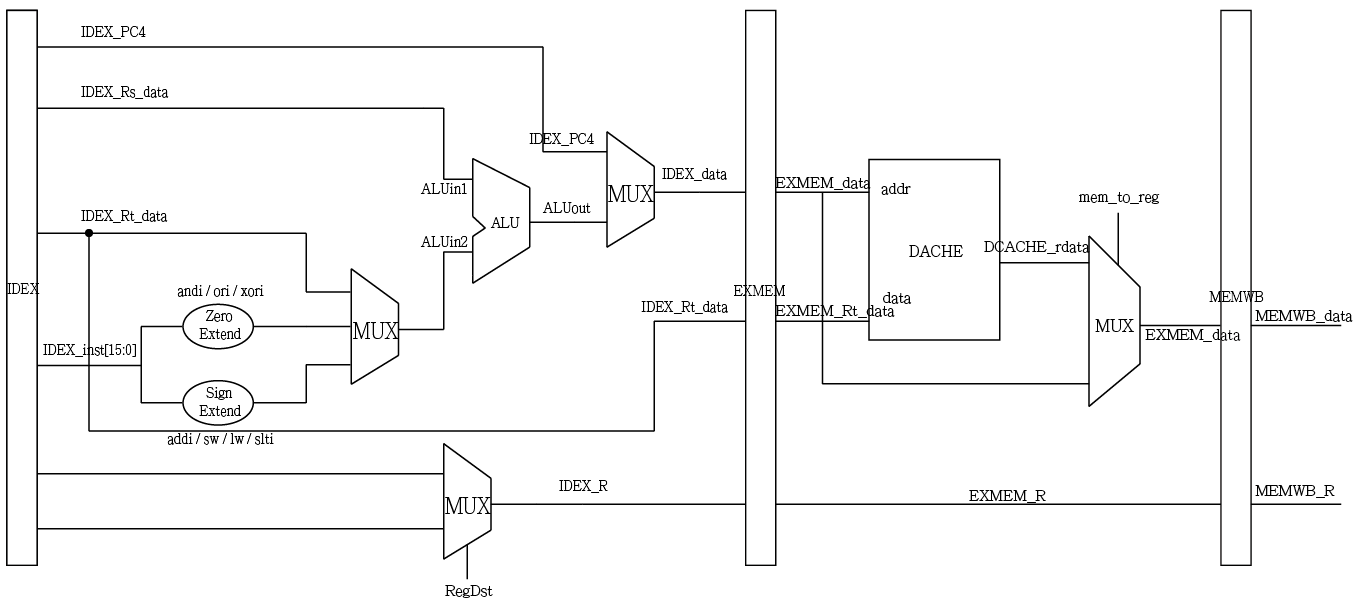 IDEX_PC4
IDEX_Rs_data
IDEX_PC4
IDEX_data
ALUin1
MUX
EXMEM_data
addr
mem_to_reg
IDEX_Rt_data
ALUout
ALU
ALUin2
DACHE
DCACHE_rdata
IDEX
andi / ori / xori
EXMEM
MEMWB
Zero
Extend
IDEX_Rt_data
data
EXMEM_Rt_data
MEMWB_data
MUX
MUX
EXMEM_data
IDEX_inst[15:0]
Sign
Extend
addi / sw / lw / slti
IDEX_R
EXMEM_R
MEMWB_R
MUX
RegDst